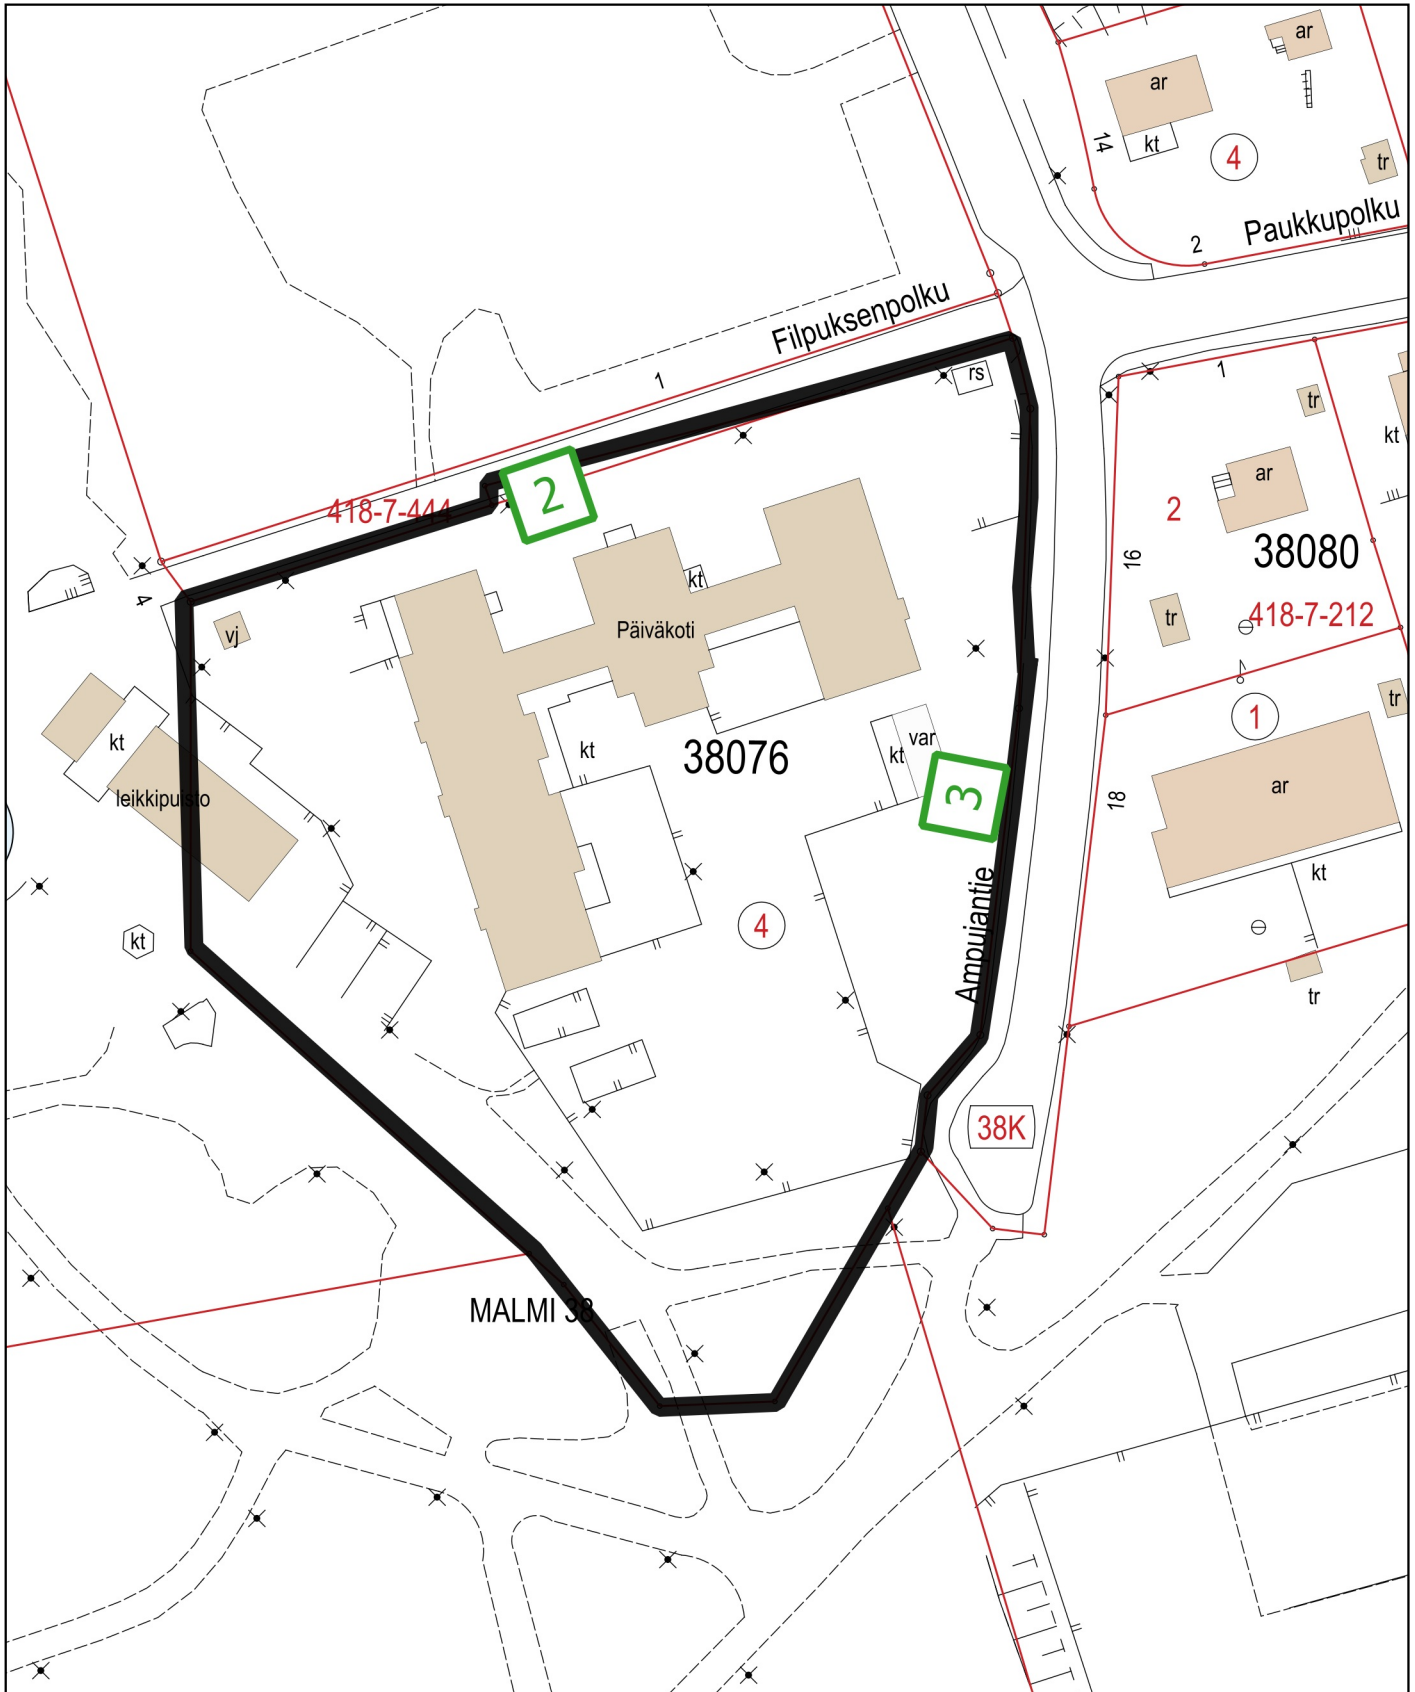 ar
ar
14
kt
4
tr
Paukkupolku
2
Filpuksenpolku
1
rs
1
tr
kt
2
418-7-444
ar
2
16
38080
kt
4
vj
Päiväkoti
tr
418-7-212
tr
1
kt
kt
38076
kt
var
3
18
ar
leikkipuisto
kt
Ampujantie
4
kt
tr
38K
MALMI 38